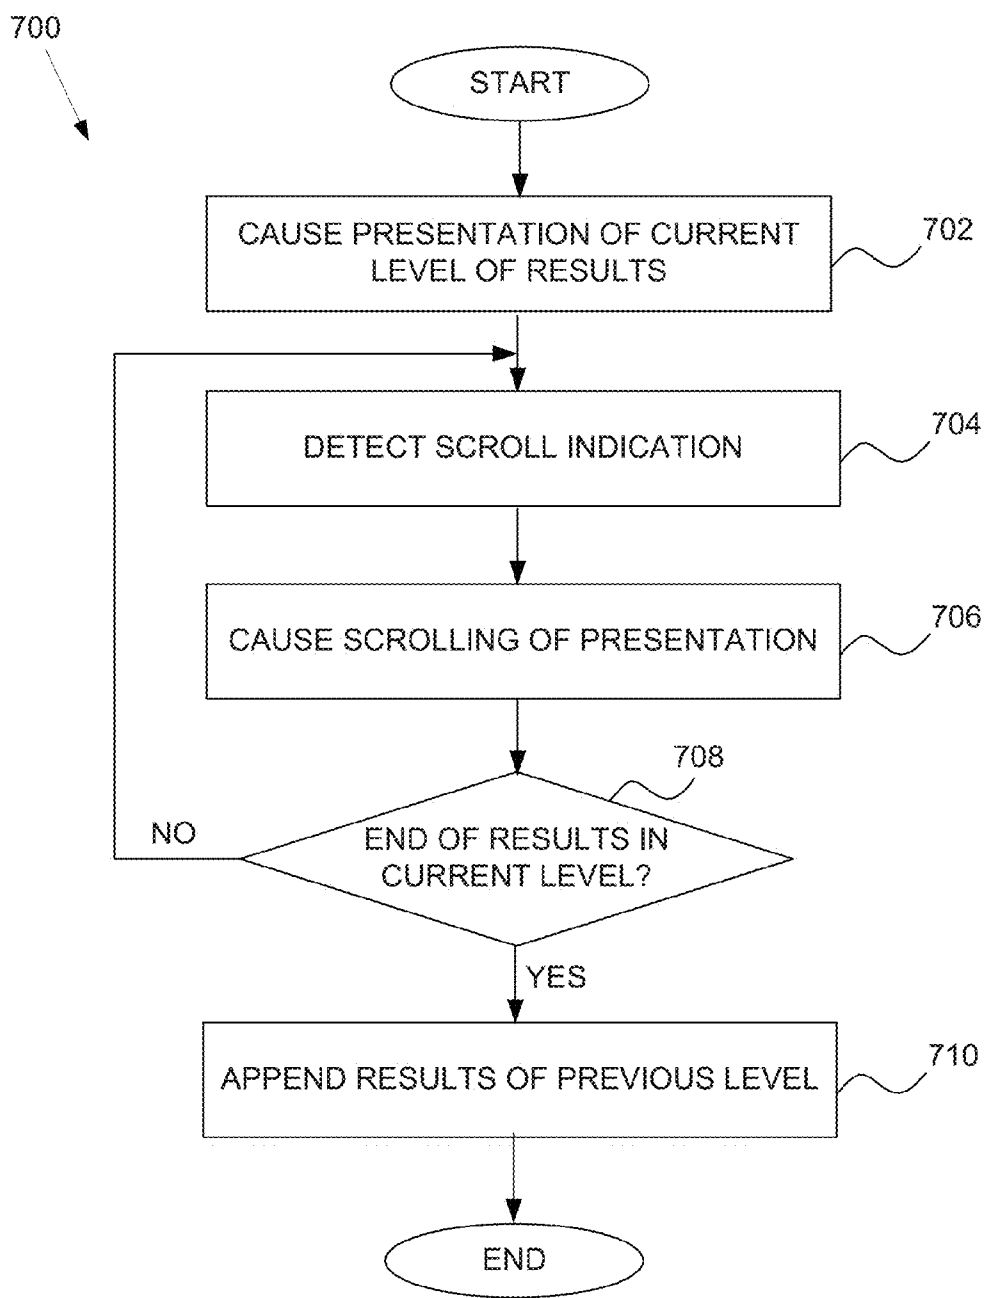 700
START
CAUSE PRESENTATION OF CURRENT
LEVEL OF RESULTS
702
DETECT SCROLL INDICATION
704
CAUSE SCROLLING OF PRESENTATION
706
708
END OF RESULTS IN
CURRENT LEVEL?
NO
YES
APPEND RESULTS OF PREVIOUS LEVEL
710
END